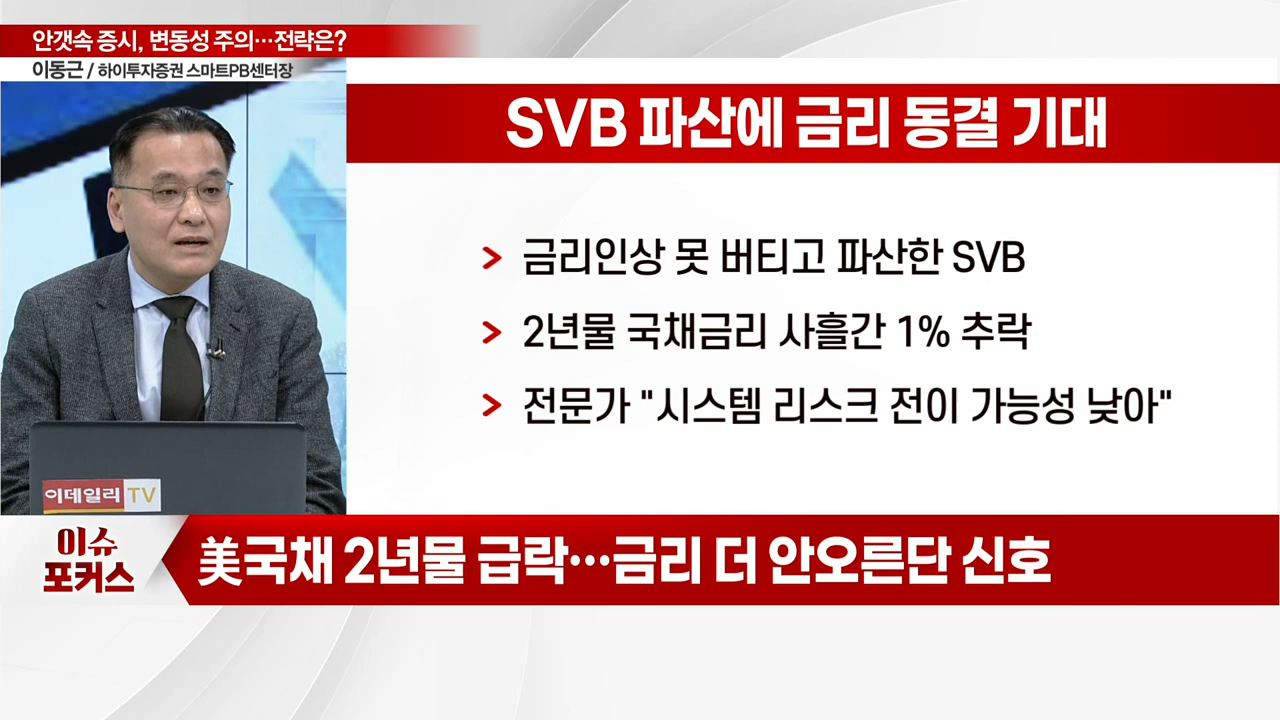 안갯속 증시, 변동성 주의…전략은?
이동근 / 하이투자증권 스마트PB센터장
SVB 파산에 금리 동결 기대
> 금리인상 못 버티고 파산한 SVB
> 2년물 국채금리 사흘간 1% 추락
> 전문가 "시스템 리스크 전이 가능성 낮아"
이데일리 TV
이슈
포커스
美국채 2년물 급락…금리 더 안오른단 신호